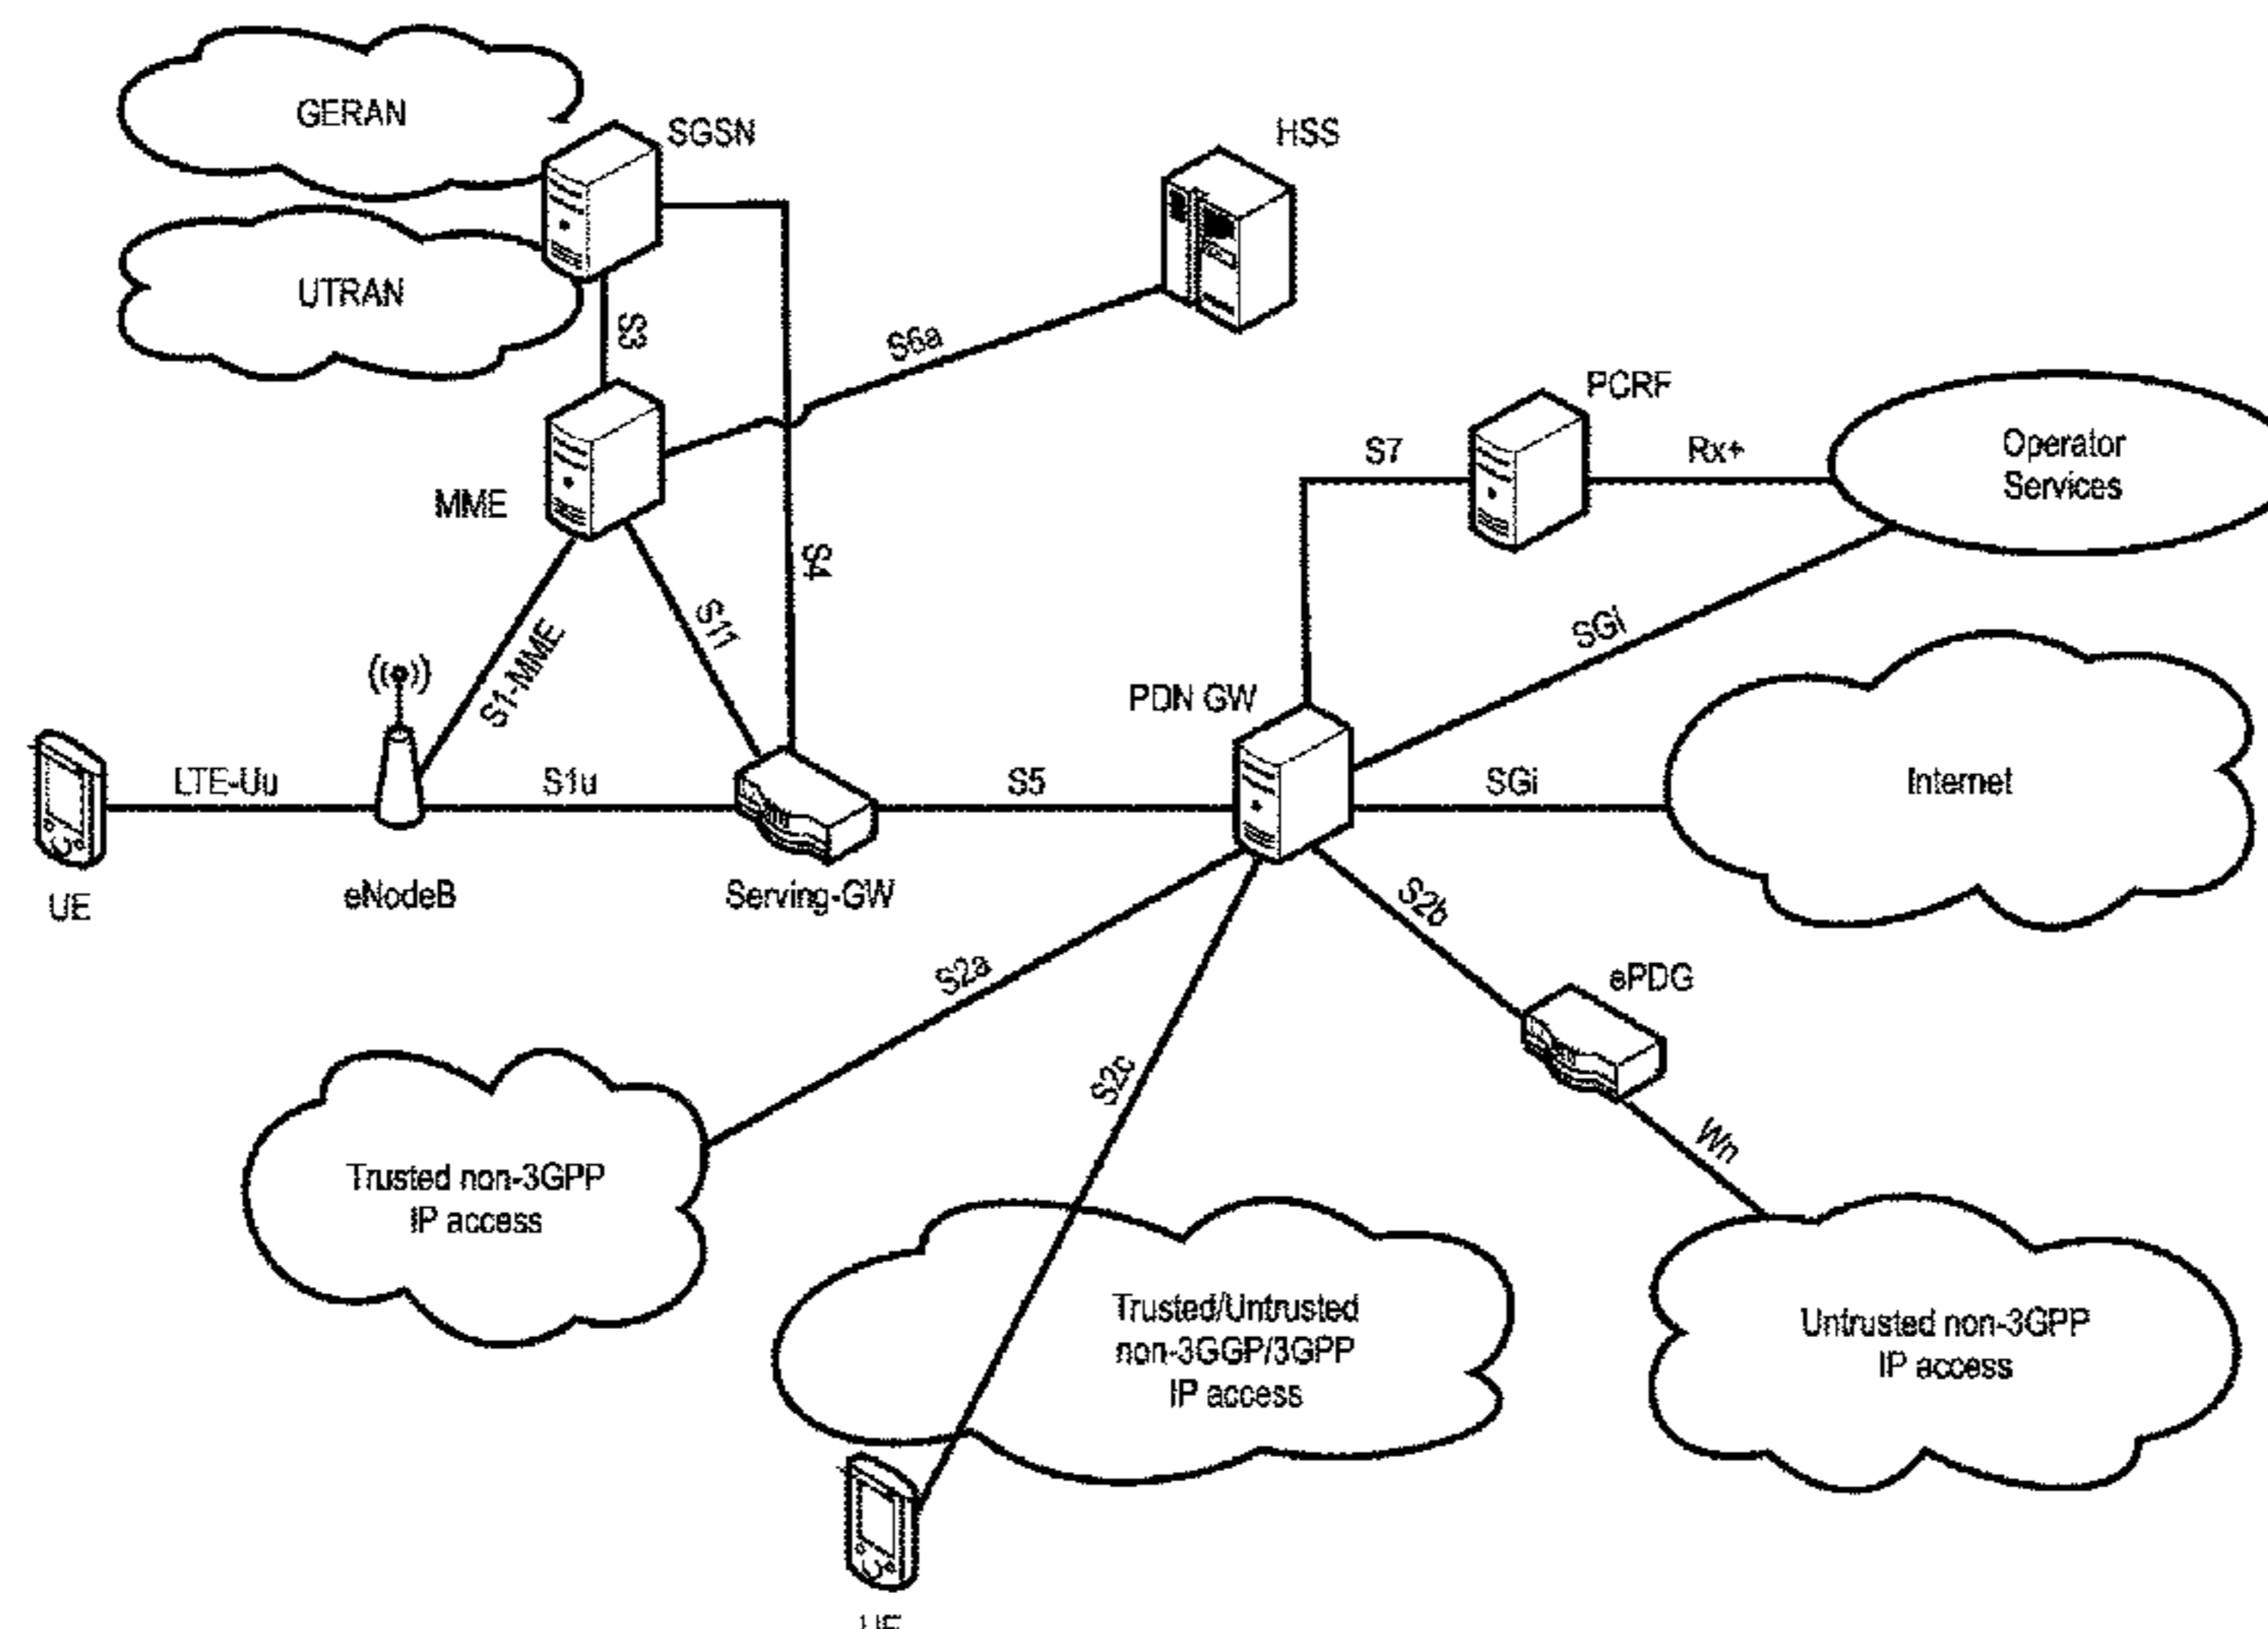 GERAN
SGSN
HSS
UTRAN
S3
S6a
PCRF
S7
Rx+
Operator
Services
MME
S4
S11
S1-MME
SGi
PDN GW
LTE-Uu
S1u
S5
SGi
Internet
UE
eNodeB
Serving-GW
S2b
S2a
ePDG
S2c
Wn
Trusted non-3GPP
IP access
Trusted/Untrusted
non-3GGP/3GPP
IP access
Untrusted non-3GPP
IP access
UE